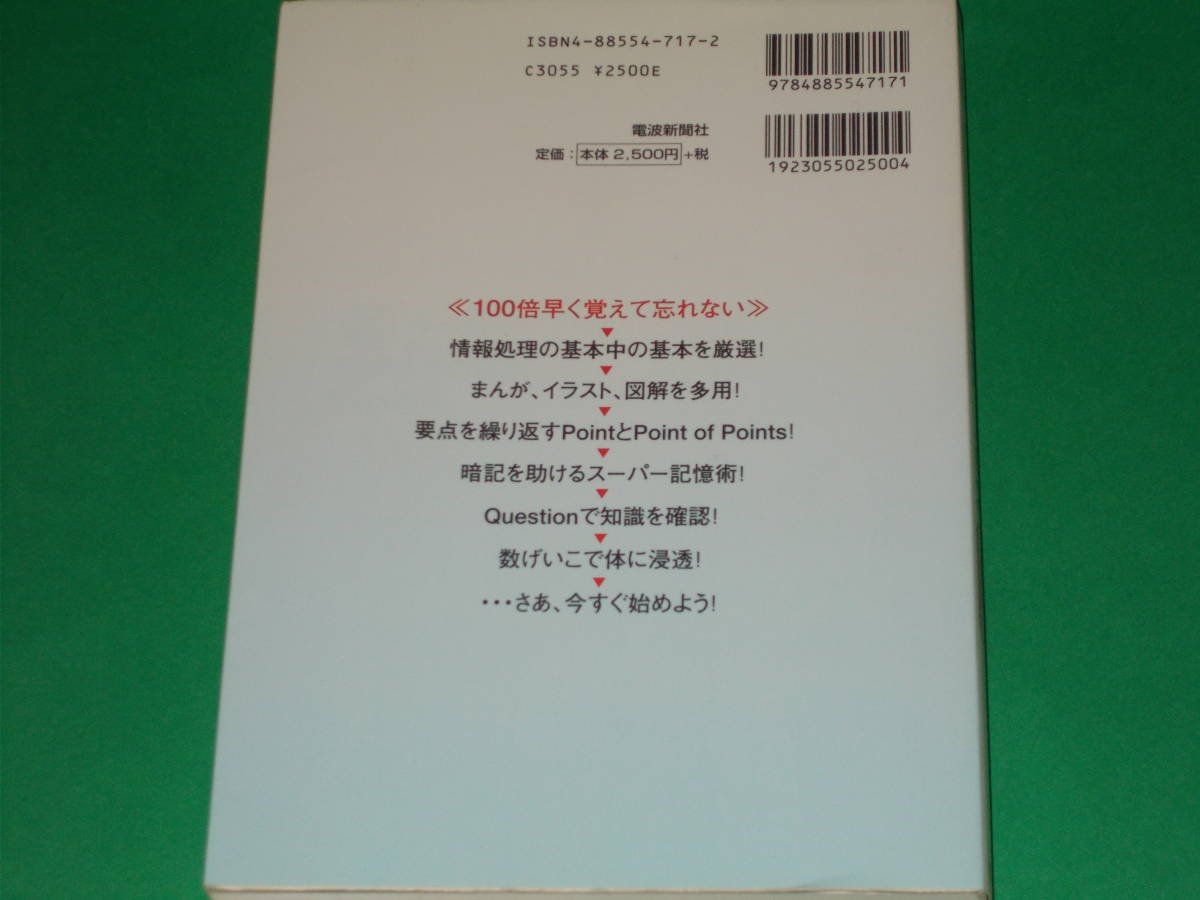 ISBN4-88554-717-2
C3055 ¥2500E
9784885547171
電波新聞社
定価：本体 2,500円+税
1923055025004
≪100倍早く覚えて忘れない≫
情報処理の基本中の基本を厳選!
まんが、イラスト、図解を多用!
要点を繰り返すPointとPoint of Points!
暗記を助けるスーパー記憶術!
Questionで知識を確認!
数げいこで体に浸透!
･･･さあ、今すぐ始めよう!